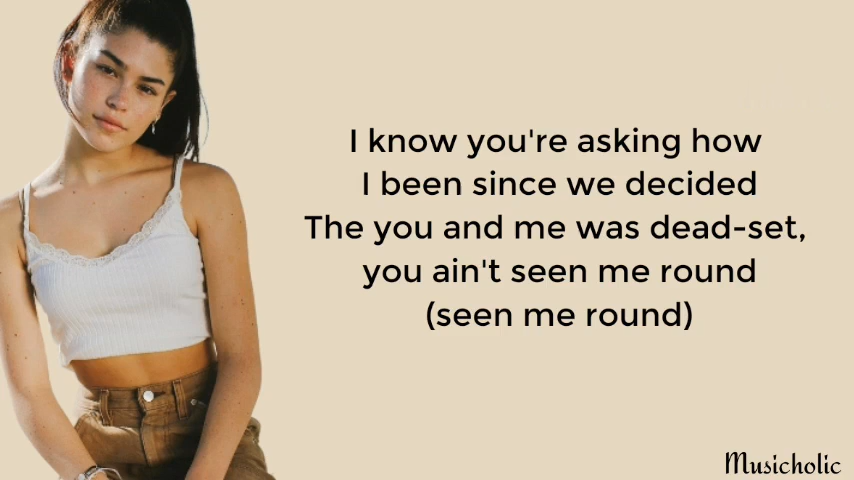 I know you're asking how
I been since we decided
The you and me was dead-set,
you ain't seen me round
(seen me round)
Musicholic